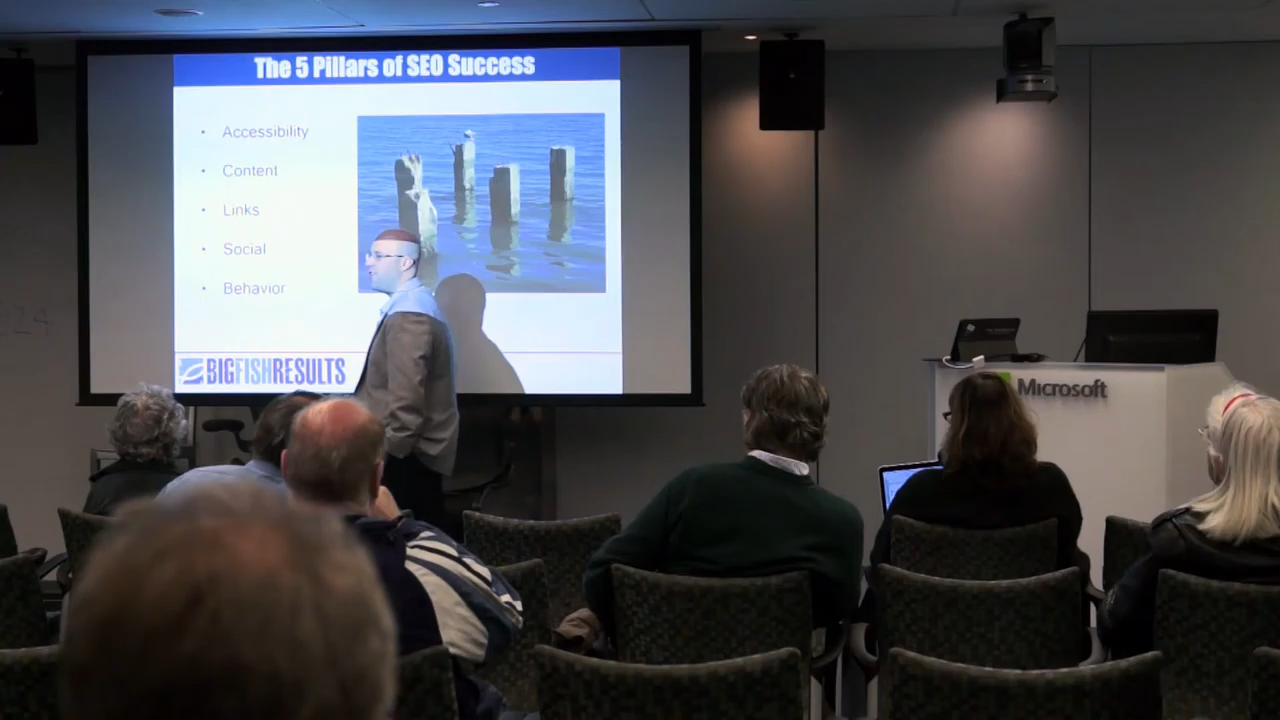 The 5 Pillars of SEO Success
• Accessibility
• Content
• Links
• Social
• Behavior
BIGFISHRESULTS
Microsoft